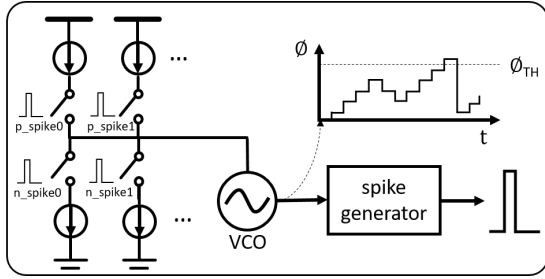 ...
Ø
Ø_TH
p_spike0
p_spike1
t
n_spike0
n_spike1
...
VCO
spike
generator